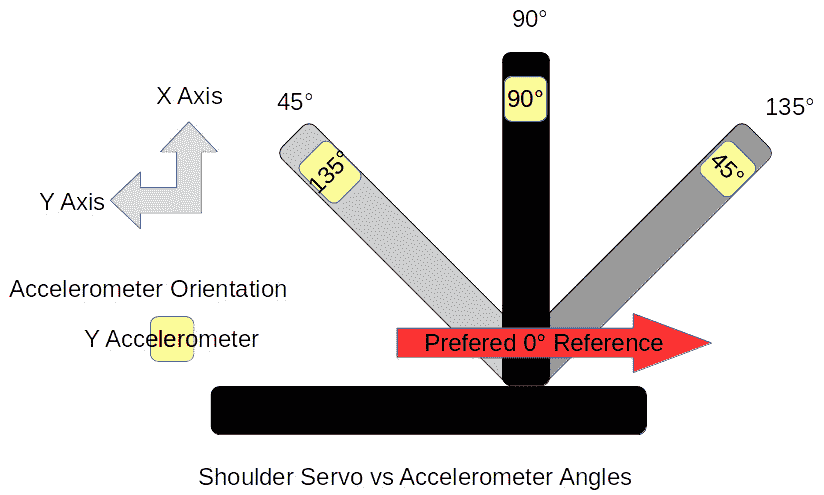 90°
X Axis
45°
90°
135°
135°
45°
Y Axis
Accelerometer Orientation
Y Accelerometer
Prefered 0° Reference
Shoulder Servo vs Accelerometer Angles